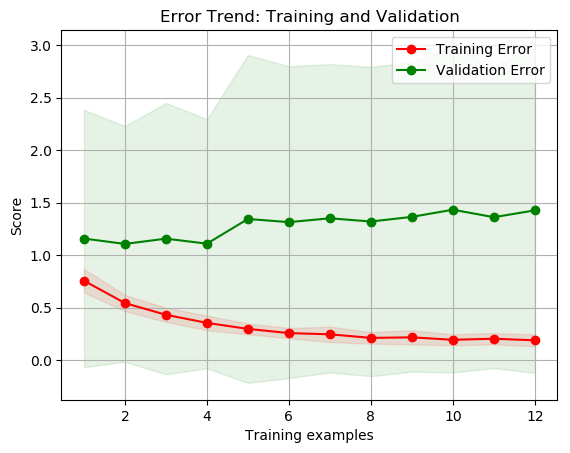 Error Trend: Training and Validation
3.0
2.5
2.0
1.5
1.0
0.5
0.0
Score
Training Error
Validation Error
2
4
6
8
10
12
Training examples